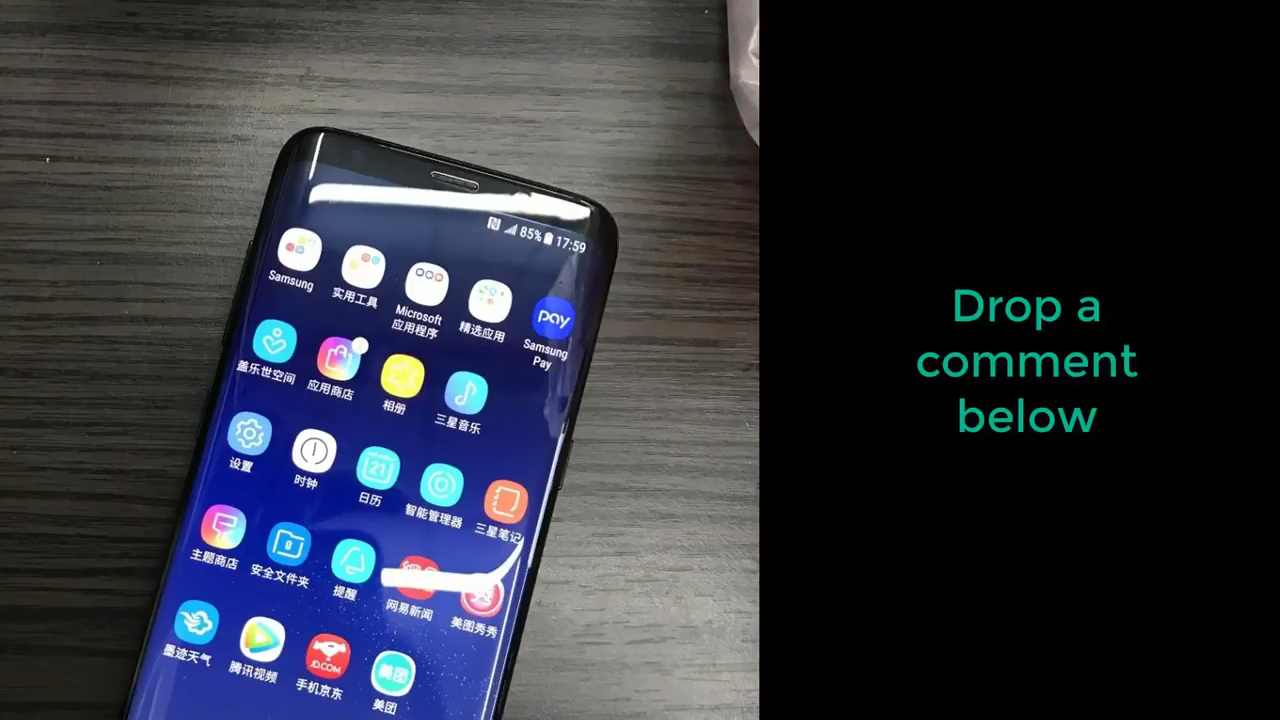 85% 17:59
Samsung
实用工具
Microsoft
应用程序
精选应用
pay
Samsung
Pay
盖乐世空间
应用商店
相册
三星音乐
设置
时钟
21
日历
智能管理器
三星笔记
主题商店
安全文件夹
提醒
网易新闻
美图秀秀
墨迹天气
腾讯视频
JD.COM
手机京东
美团
美团
Drop a
comment
below